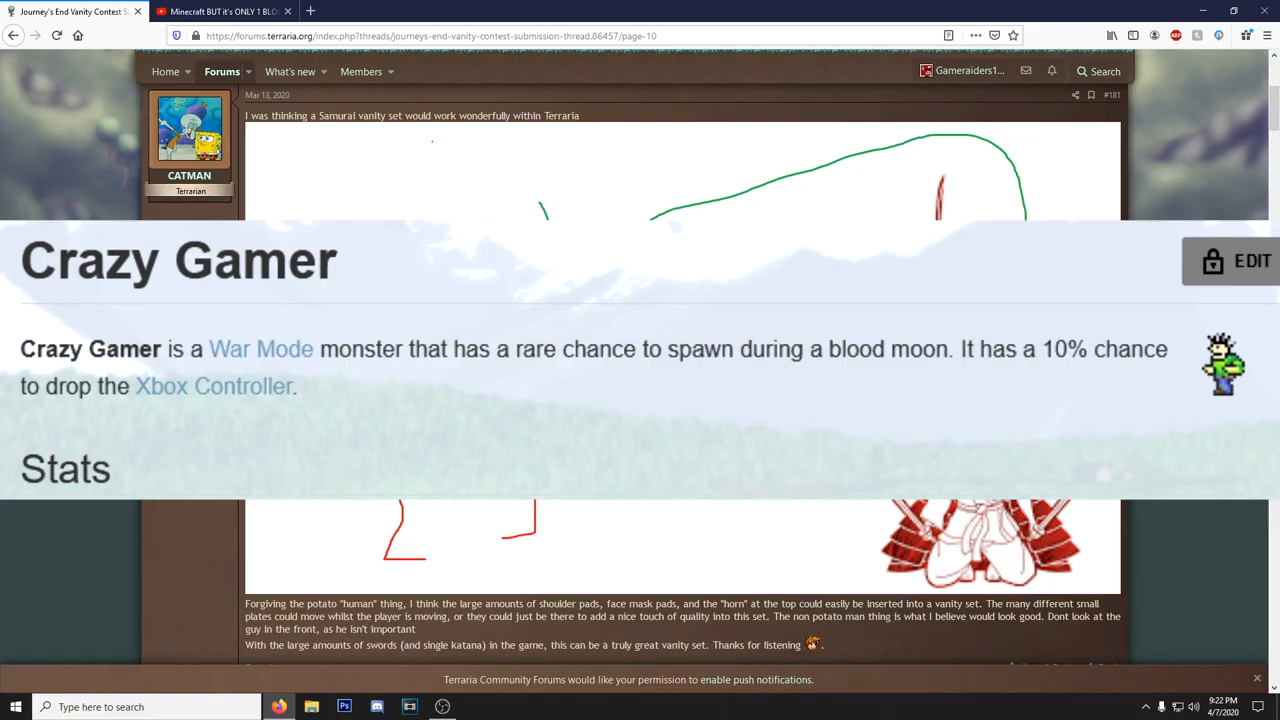 Journey's End Vanity Contest Su
Minecraft BUT it's ONLY 1 BLO
https://forums.terraria.org/index.php?threads/journeys-end-vanity-contest-submission-thread.86457/page-10
Home Forums What's new Members Gameraiders1... Search
Mar 13, 2020 #181
I was thinking a Samurai vanity set would work wonderfully within Terraria
CATMAN
Terrarian
Crazy Gamer
EDIT
Crazy Gamer is a War Mode monster that has a rare chance to spawn during a blood moon. It has a 10% chance
to drop the Xbox Controller.
Stats
Forgiving the potato "human" thing, I think the large amounts of shoulder pads, face mask pads, and the "horn" at the top could easily be inserted into a vanity set. The many different small
plates could move whilst the player is moving, or they could just be there to add a nice touch of quality into this set. The non potato man thing is what I believe would look good. Dont look at the
guy in the front, as he isn't important
With the large amounts of swords (and single katana) in the game, this can be a truly great vanity set. Thanks for listening .
Terraria Community Forums would like your permission to enable push notifications.
Type here to search
9:22 PM
4/7/2020